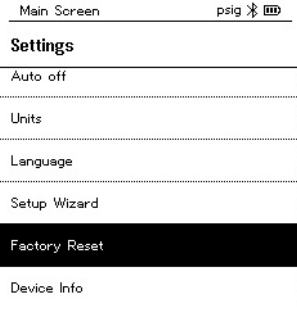 Main Screen psig
Settings
Auto off
Units
Language
Setup Wizard
Factory Reset
Device Info